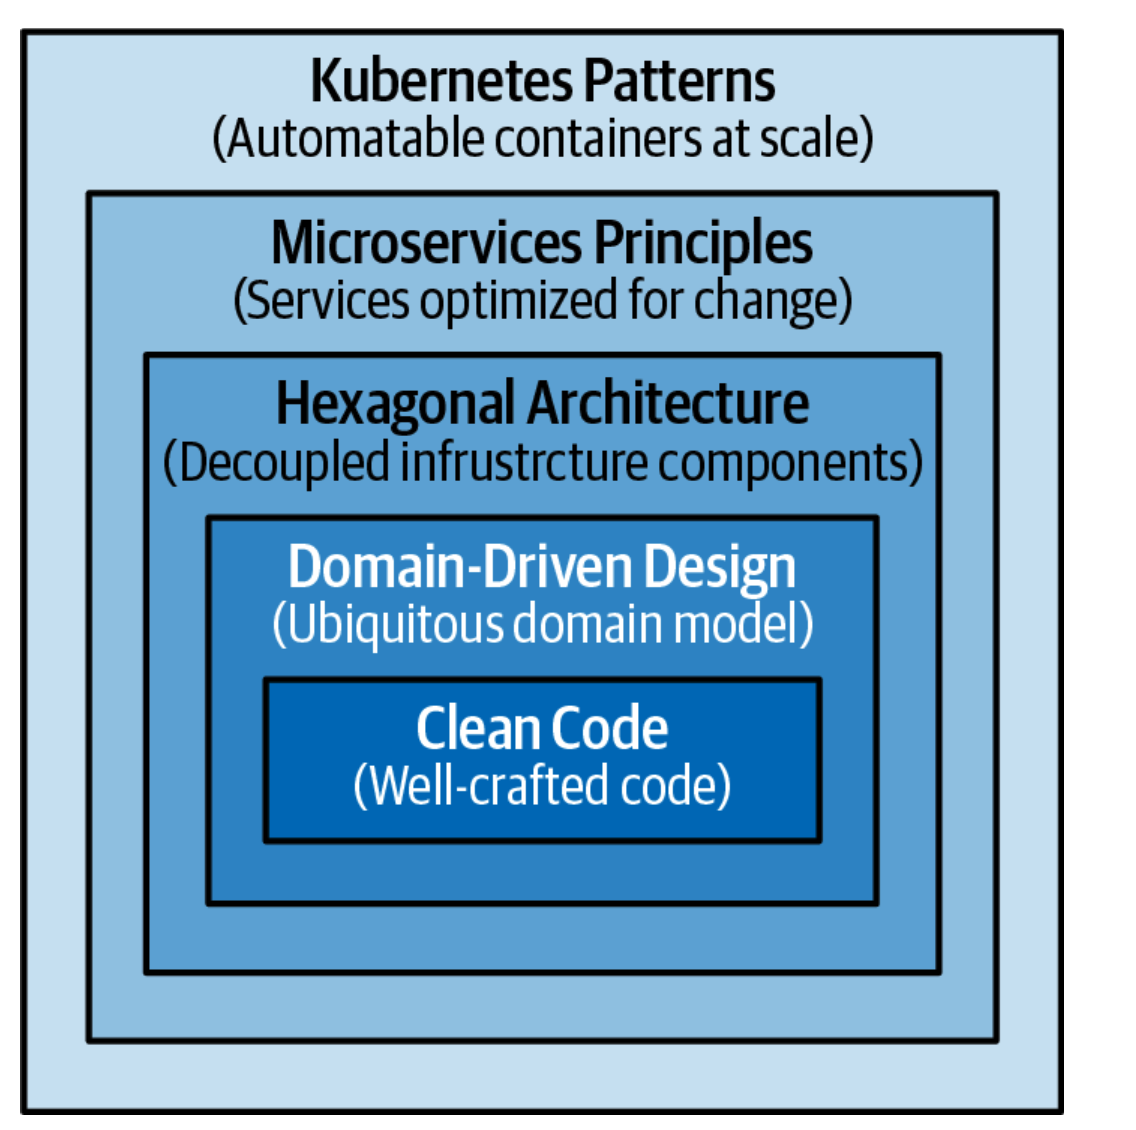 Kubernetes Patterns
(Automatable containers at scale)
Microservices Principles
(Services optimized for change)
Hexagonal Architecture
(Decoupled infrustrcture components)
Domain-Driven Design
(Ubiquitous domain model)
Clean Code
(Well-crafted code)